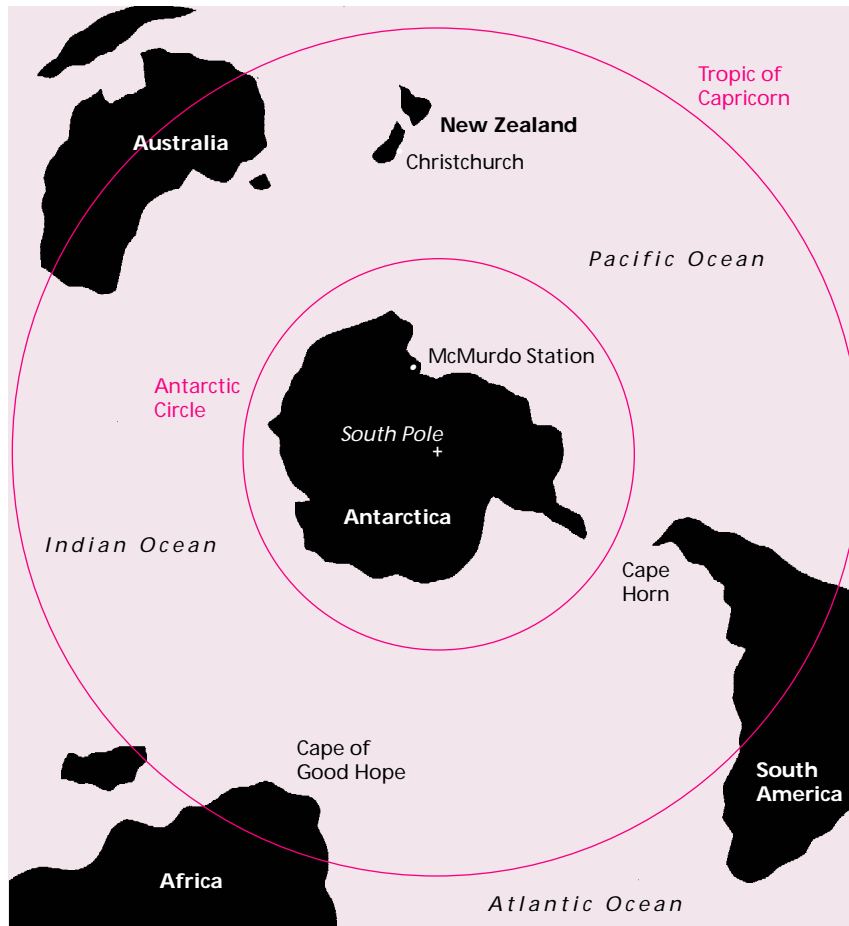 Tropic of
Capricorn
New Zealand
Australia
Christchurch
Pacific Ocean
McMurdo Station
Antarctic
Circle
South Pole
Antarctica
Indian Ocean
Cape
Horn
Cape of
Good Hope
South
America
Africa
Atlantic Ocean